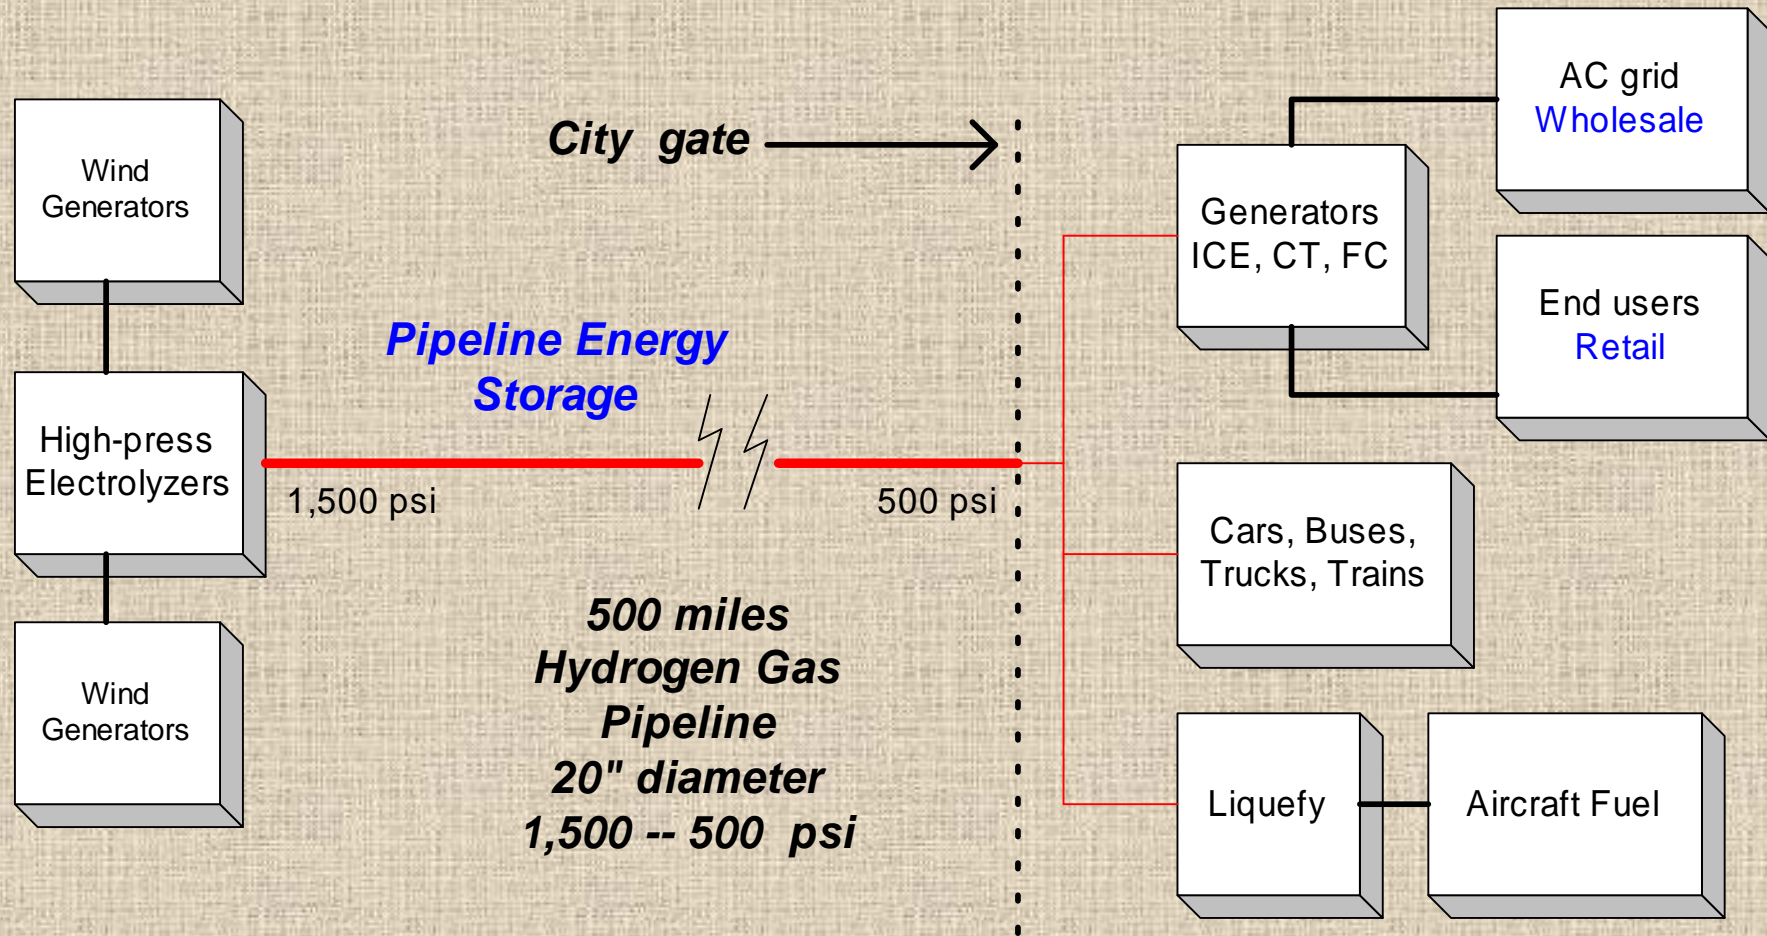 Wind
Generators
High-press
Electrolyzers
Wind
Generators
City gate
Pipeline Energy
Storage
1,500 psi
500 psi
500 miles
Hydrogen Gas
Pipeline
20" diameter
1,500 -- 500 psi
Generators
ICE, CT, FC
AC grid
Wholesale
End users
Retail
Cars, Buses,
Trucks, Trains
Liquefy
Aircraft Fuel